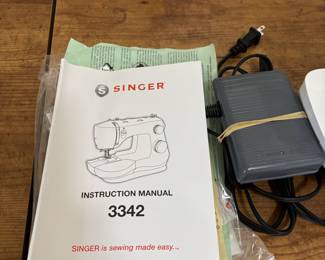 SINGER
INSTRUCTION MANUAL
3342
SINGER is sewing made easy...